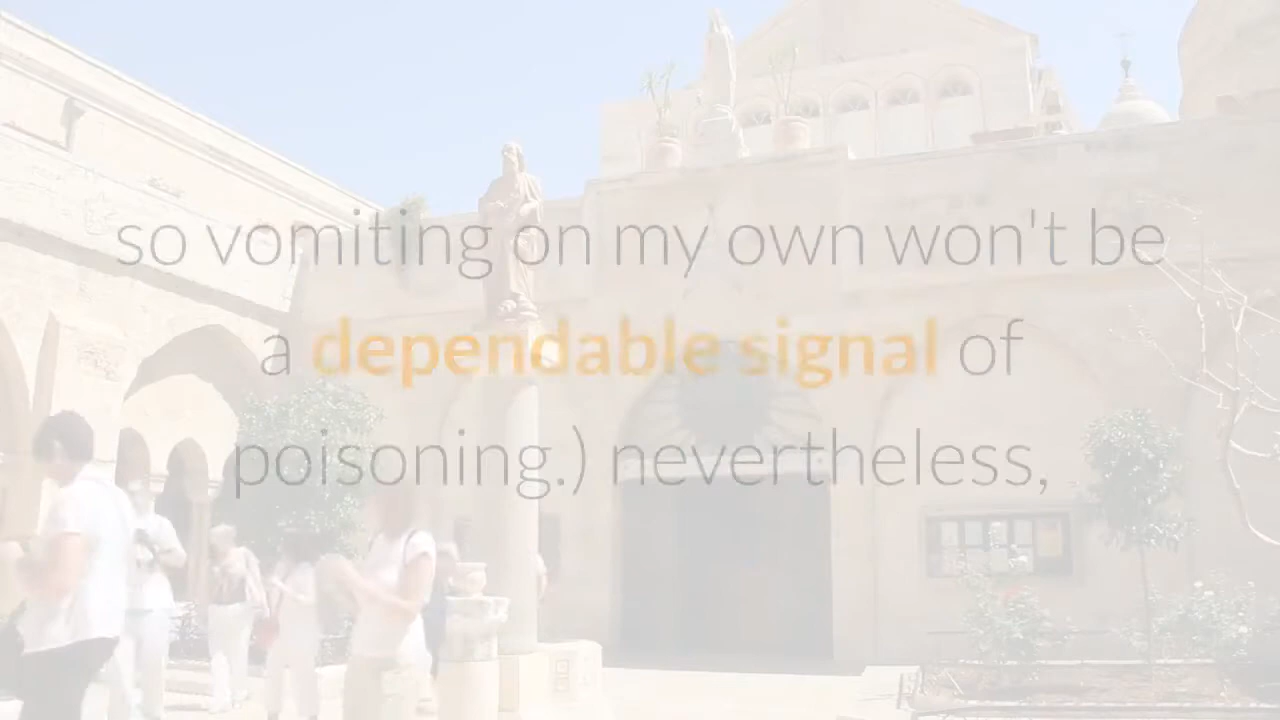 so vomiting on my own won't be
a dependable signal of
poisoning.) nevertheless,